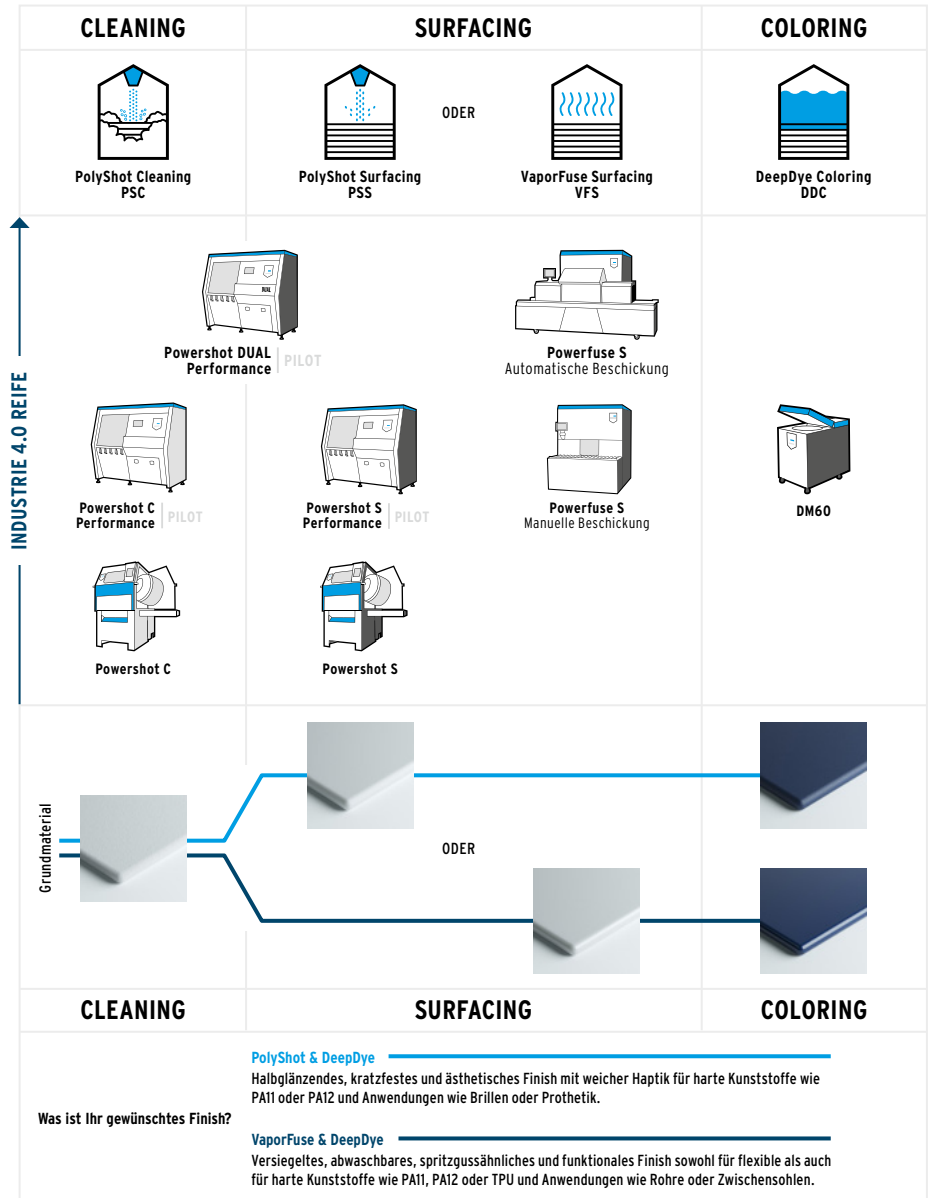 CLEANING
SURFACING
COLORING
ODER
PolyShot Cleaning
PSC
PolyShot Surfacing
PSS
VaporFuse Surfacing
VFS
DeepDye Coloring
DDC
INDUSTRIE 4.0 REIFE
DUAL
Powershot DUAL
Performance
PILOT
Powerfuse S
Automatische Beschickung
Powershot C
Performance
PILOT
Powershot S
Performance
PILOT
Powerfuse S
Manuelle Beschickung
DM60
Powershot C
Powershot S
Grundmaterial
ODER
CLEANING
SURFACING
COLORING
Was ist Ihr gewünschtes Finish?
PolyShot & DeepDye
Halbglänzendes, kratzfestes und ästhetisches Finish mit weicher Haptik für harte Kunststoffe wie
PA11 oder PA12 und Anwendungen wie Brillen oder Prothetik.
VaporFuse & DeepDye
Versiegeltes, abwaschbares, spritzgussähnliches und funktionales Finish sowohl für flexible als auch
für harte Kunststoffe wie PA11, PA12 oder TPU und Anwendungen wie Rohre oder Zwischensohlen.